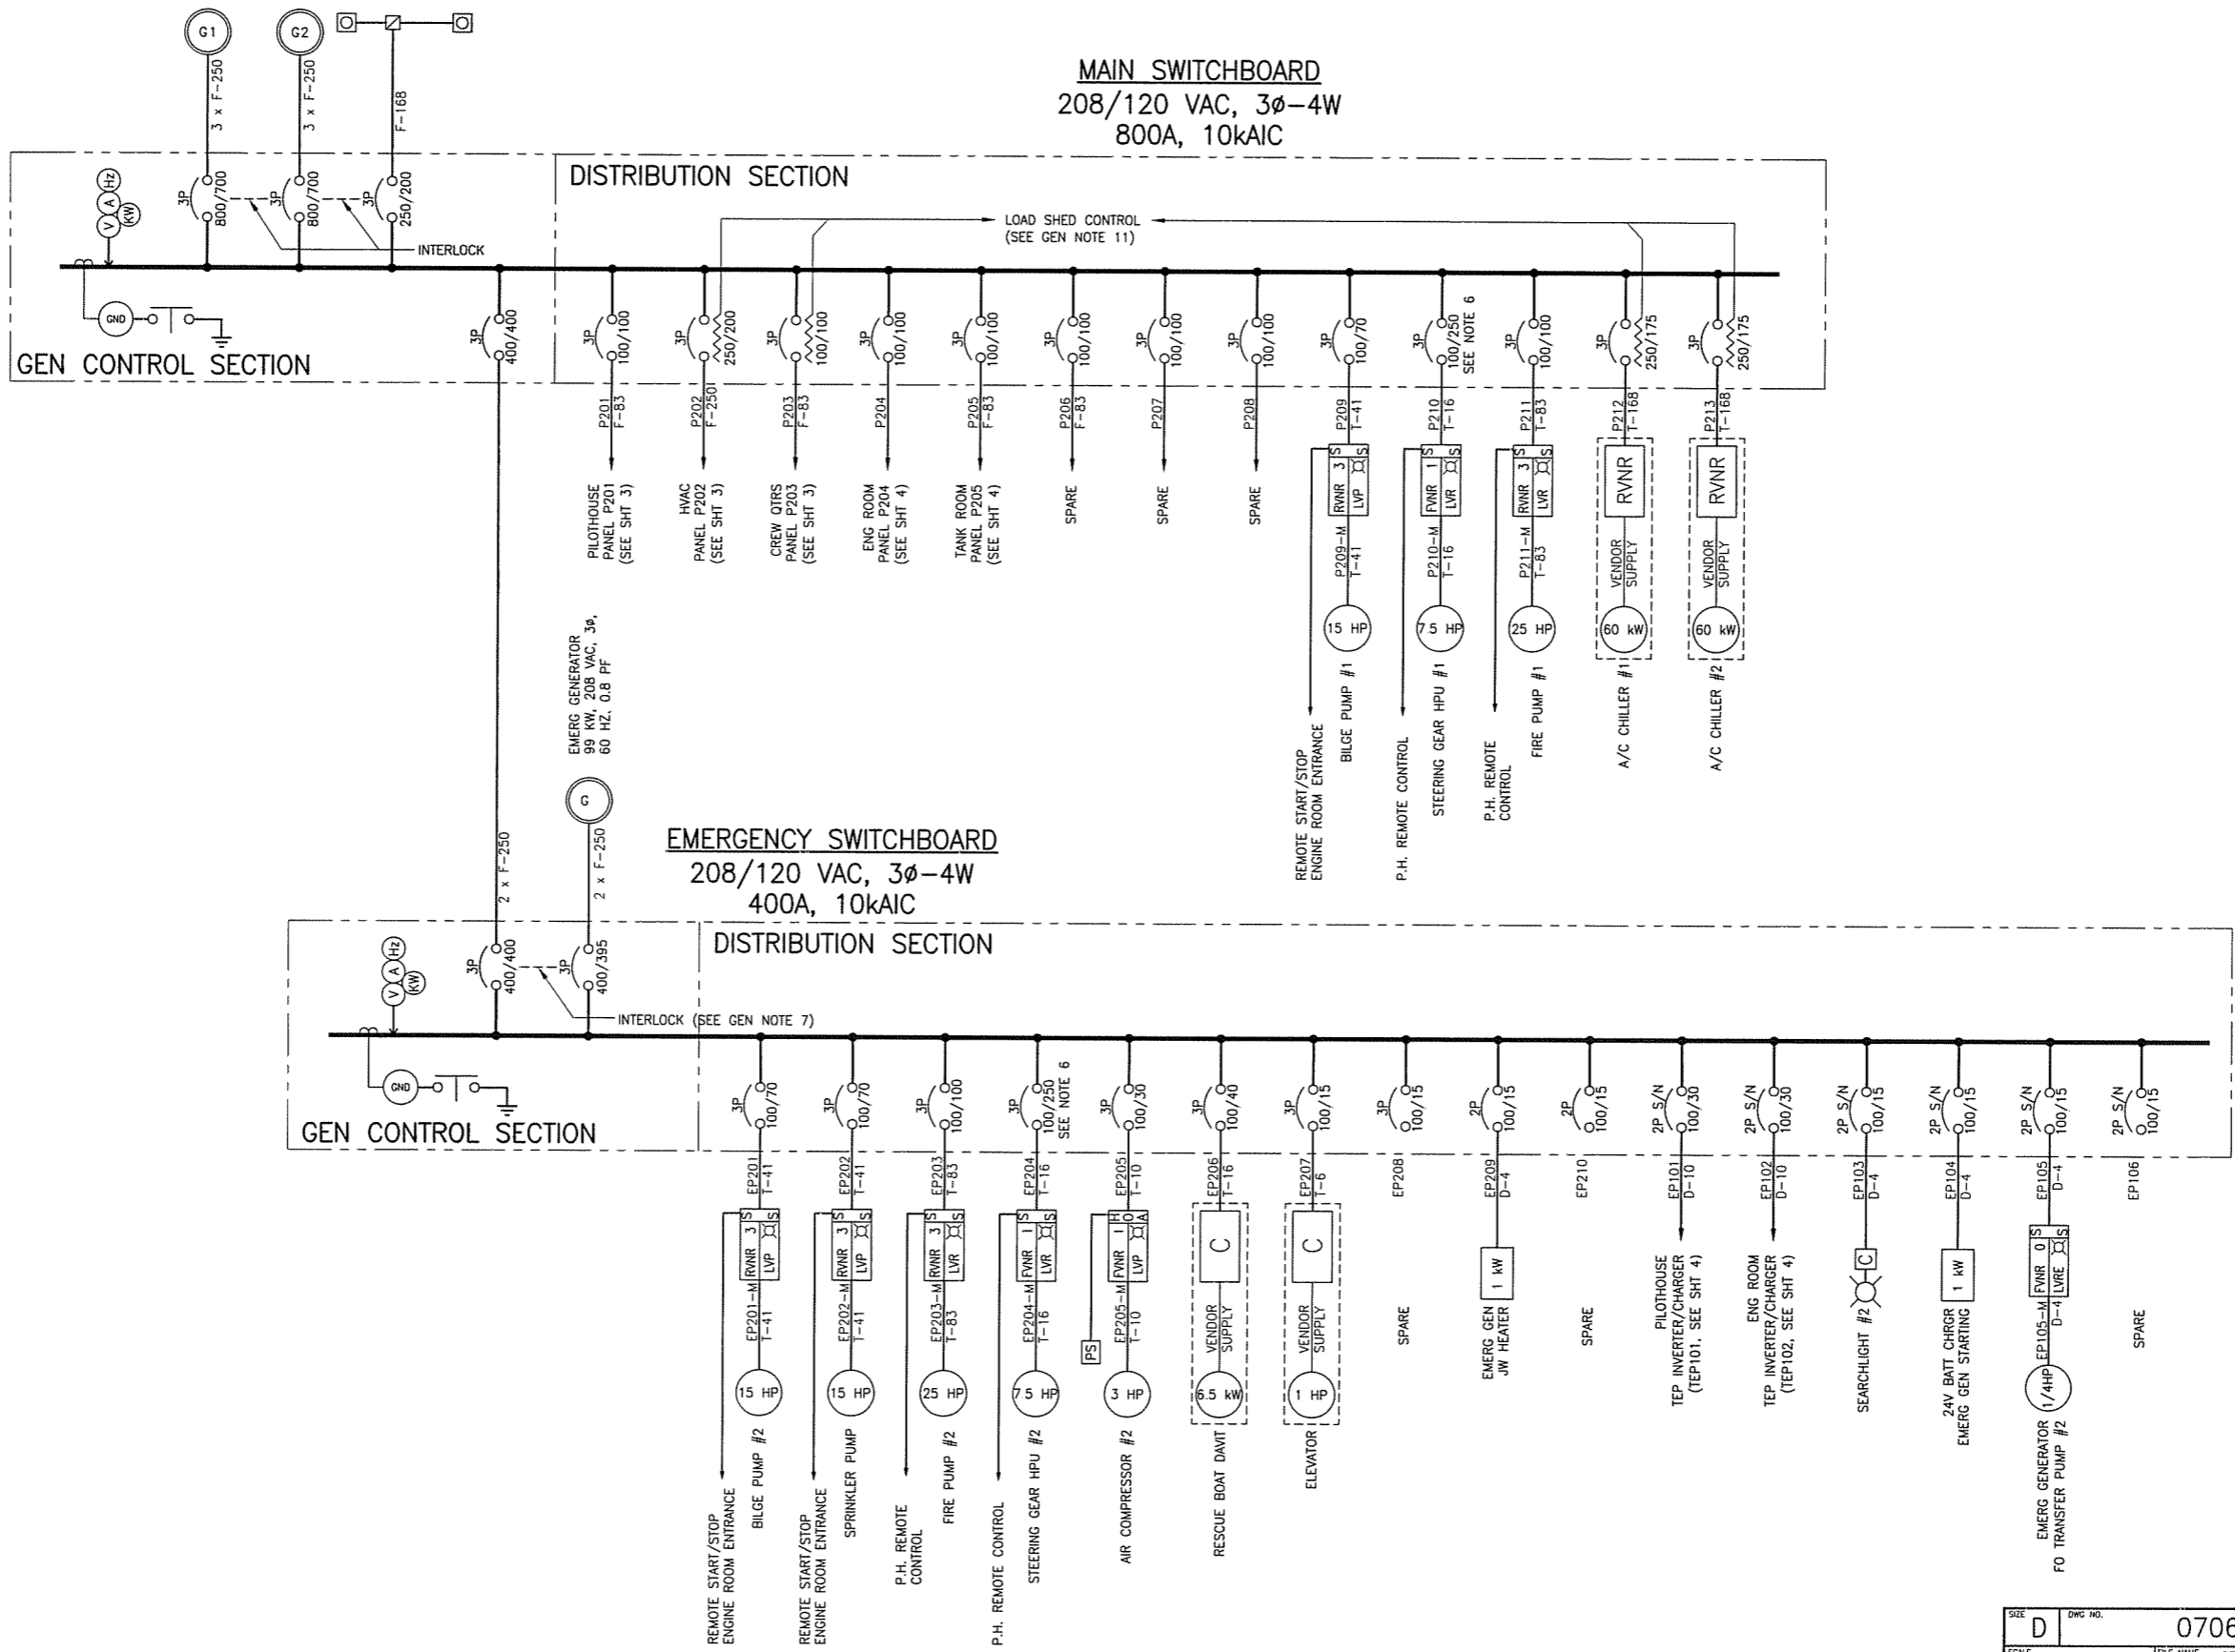 G1
G2
3 x F-250
3 x F-250
F-168
MAIN SWITCHBOARD
208/120 VAC, 3ø-4W
800A, 10kAIC
Hz
A
V
KW
3P
800/700
3P
800/700
3P
250/200
INTERLOCK
GND
GEN CONTROL SECTION
3P
400/400
DISTRIBUTION SECTION
LOAD SHED CONTROL
(SEE GEN NOTE 11)
3P
100/100
3P
250/200
3P
100/100
3P
100/100
3P
100/100
3P
100/100
3P
100/100
3P
100/100
3P
100/70
3P
100/250
SEE NOTE 6
3P
100/100
3P
250/175
3P
250/175
P201
F-83
P202
F-250
P203
F-83
P204
P205
F-83
P206
F-83
P207
P208
P209
T-41
P210
T-16
P211
T-83
P212
T-168
P213
T-168
PILOTHOUSE
PANEL P201
(SEE SHT 3)
HVAC
PANEL P202
(SEE SHT 3)
CREW QTRS
PANEL P203
(SEE SHT 3)
ENG ROOM
PANEL P204
(SEE SHT 4)
TANK ROOM
PANEL P205
(SEE SHT 4)
SPARE
SPARE
SPARE
S
S
RVNR 3
LVP
P209-M
T-41
15 HP
BILGE PUMP #1
REMOTE START/STOP
ENGINE ROOM ENTRANCE
S
S
FVNR 1
LVR
P210-M
T-16
7.5 HP
STEERING GEAR HPU #1
P.H. REMOTE CONTROL
S
S
RVNR 3
LVR
P211-M
T-83
25 HP
FIRE PUMP #1
P.H. REMOTE
CONTROL
RVNR
VENDOR
SUPPLY
60 kW
A/C CHILLER #1
RVNR
VENDOR
SUPPLY
60 kW
A/C CHILLER #2
EMERG GENERATOR
99 KW, 208 VAC, 3ø,
60 HZ, 0.8 PF
G
2 x F-250
2 x F-250
EMERGENCY SWITCHBOARD
208/120 VAC, 3ø-4W
400A, 10kAIC
Hz
A
V
KW
3P
400/400
3P
400/395
INTERLOCK (SEE GEN NOTE 7)
GND
GEN CONTROL SECTION
DISTRIBUTION SECTION
3P
100/70
3P
100/70
3P
100/100
3P
100/250
SEE NOTE 6
3P
100/30
3P
100/40
3P
100/15
3P
100/15
2P
100/15
2P
100/15
2P S/N
100/30
2P S/N
100/30
2P S/N
100/15
2P S/N
100/15
2P S/N
100/15
2P S/N
100/15
EP201
T-41
EP202
T-41
EP203
T-83
EP204
T-16
EP205
T-10
EP206
T-16
EP207
T-6
EP208
EP209
D-4
EP210
EP101
D-10
EP102
D-10
EP103
D-4
EP104
D-4
EP105
D-4
EP106
S
S
RVNR 3
LVP
EP201-M
T-41
15 HP
BILGE PUMP #2
REMOTE START/STOP
ENGINE ROOM ENTRANCE
S
S
RVNR 3
LVP
EP202-M
T-41
15 HP
SPRINKLER PUMP
REMOTE START/STOP
ENGINE ROOM ENTRANCE
S
S
RVNR 3
LVR
EP203-M
T-83
25 HP
FIRE PUMP #2
P.H. REMOTE
CONTROL
S
S
FVNR 1
LVR
EP204-M
T-16
7 5 HP
STEERING GEAR HPU #2
P.H. REMOTE CONTROL
H
O
A
FVNR 1
LVP
PS
EP205-M
T-10
3 HP
AIR COMPRESSOR #2
C
VENDOR
SUPPLY
6.5 kW
RESCUE BOAT DAVIT
C
VENDOR
SUPPLY
1 HP
ELEVATOR
SPARE
1 kW
EMERG GEN
JW HEATER
SPARE
PILOTHOUSE
TEP INVERTER/CHARGER
(TEP101, SEE SHT 4)
ENG ROOM
TEP INVERTER/CHARGER
(TEP102, SEE SHT 4)
C
SEARCHLIGHT #2
1 kW
24V BATT CHRGR
EMERG GEN STARTING
S
S
FVNR 0
LVRE
EP105-M
D-4
1/4HP
EMERG GENERATOR
FO TRANSFER PUMP #2
SPARE
SIZE
D
DWG NO.
0706